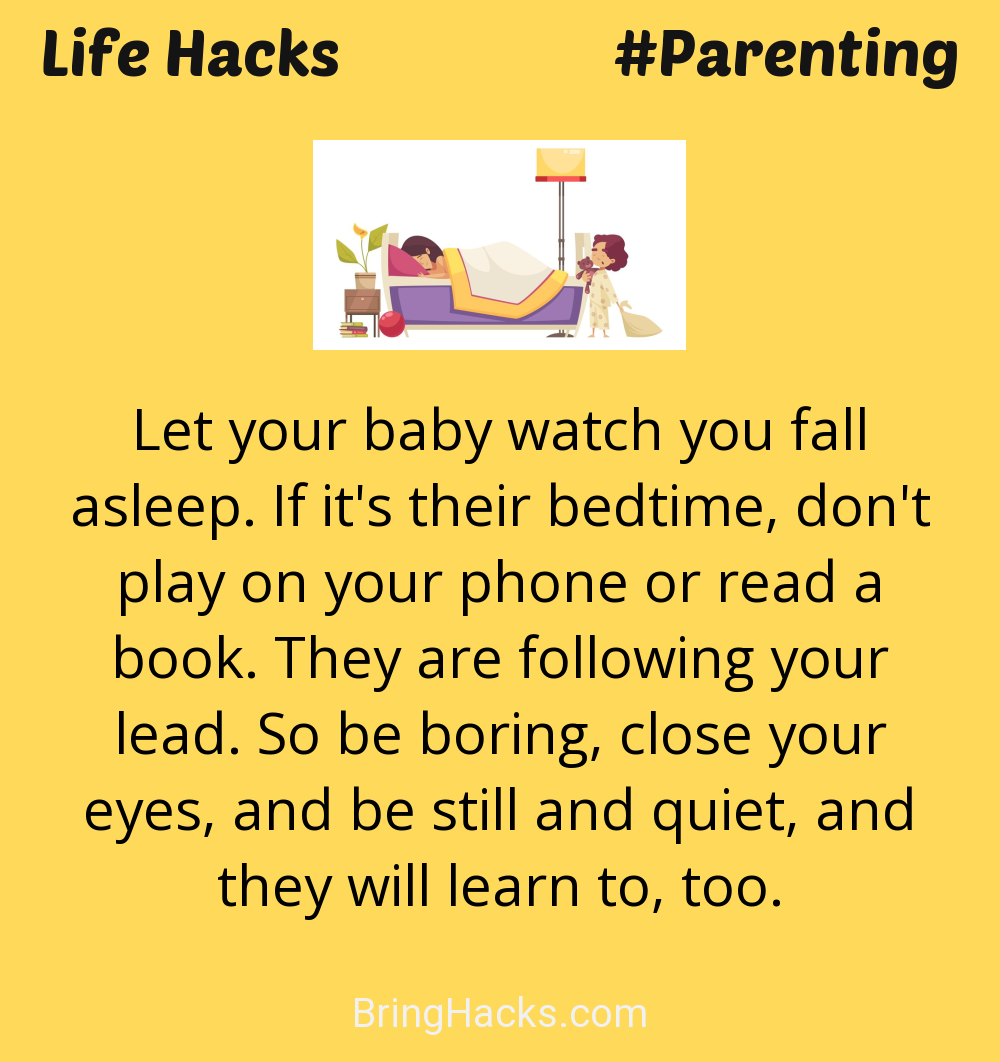 Life Hacks #Parenting
Let your baby watch you fall
asleep. If it's their bedtime, don't
play on your phone or read a
book. They are following your
lead. So be boring, close your
eyes, and be still and quiet, and
they will learn to, too.
BringHacks.com